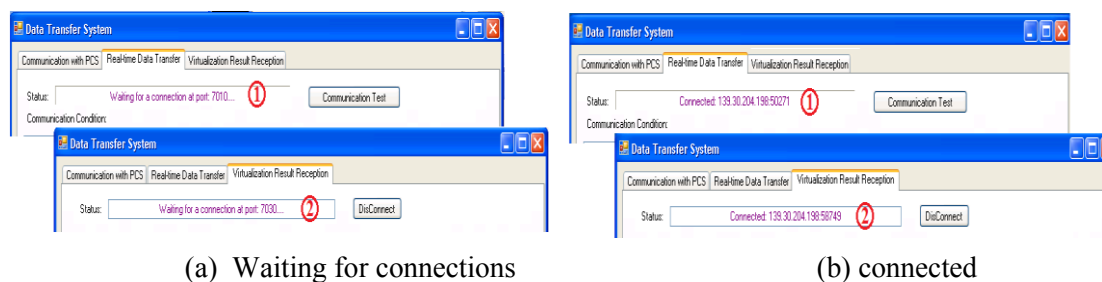 Data Transfer System
Communication with PCS Real-time Data Transfer Virtualization Result Reception
Status: Waiting for a connection at port: 7010... ① Communication Test
Communication Condition:
Data Transfer System
Communication with PCS Real-time Data Transfer Virtualization Result Reception
Status: Waiting for a connection at port: 7030... ② DisConnect
(a) Waiting for connections
Data Transfer System
Communication with PCS Real-time Data Transfer Virtualization Result Reception
Status: Connected: 139.30.204.198:50271 ① Communication Test
Communication Condition:
Data Transfer System
Communication with PCS Real-time Data Transfer Virtualization Result Reception
Status: Connected: 139.30.204.198:58749 ② DisConnect
(b) connected